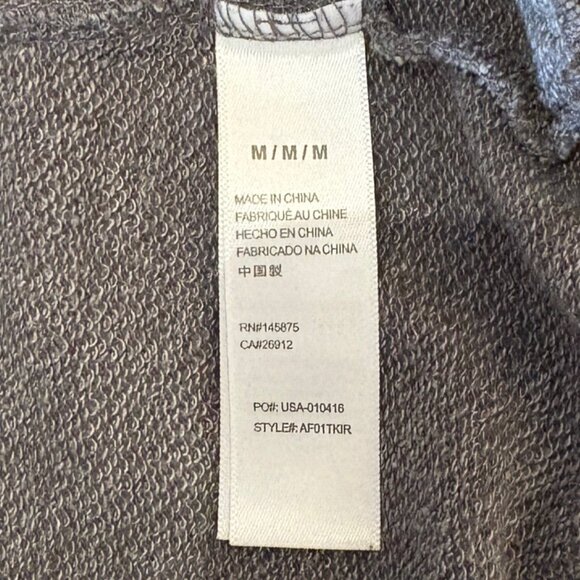 M / M / M
MADE IN CHINA
FABRIQUÉ AU CHINE
HECHO EN CHINA
FABRICADO NA CHINA
中国製
RN#145875
CA#26912
PO#: USA-010416
STYLE#: AF01TKIR